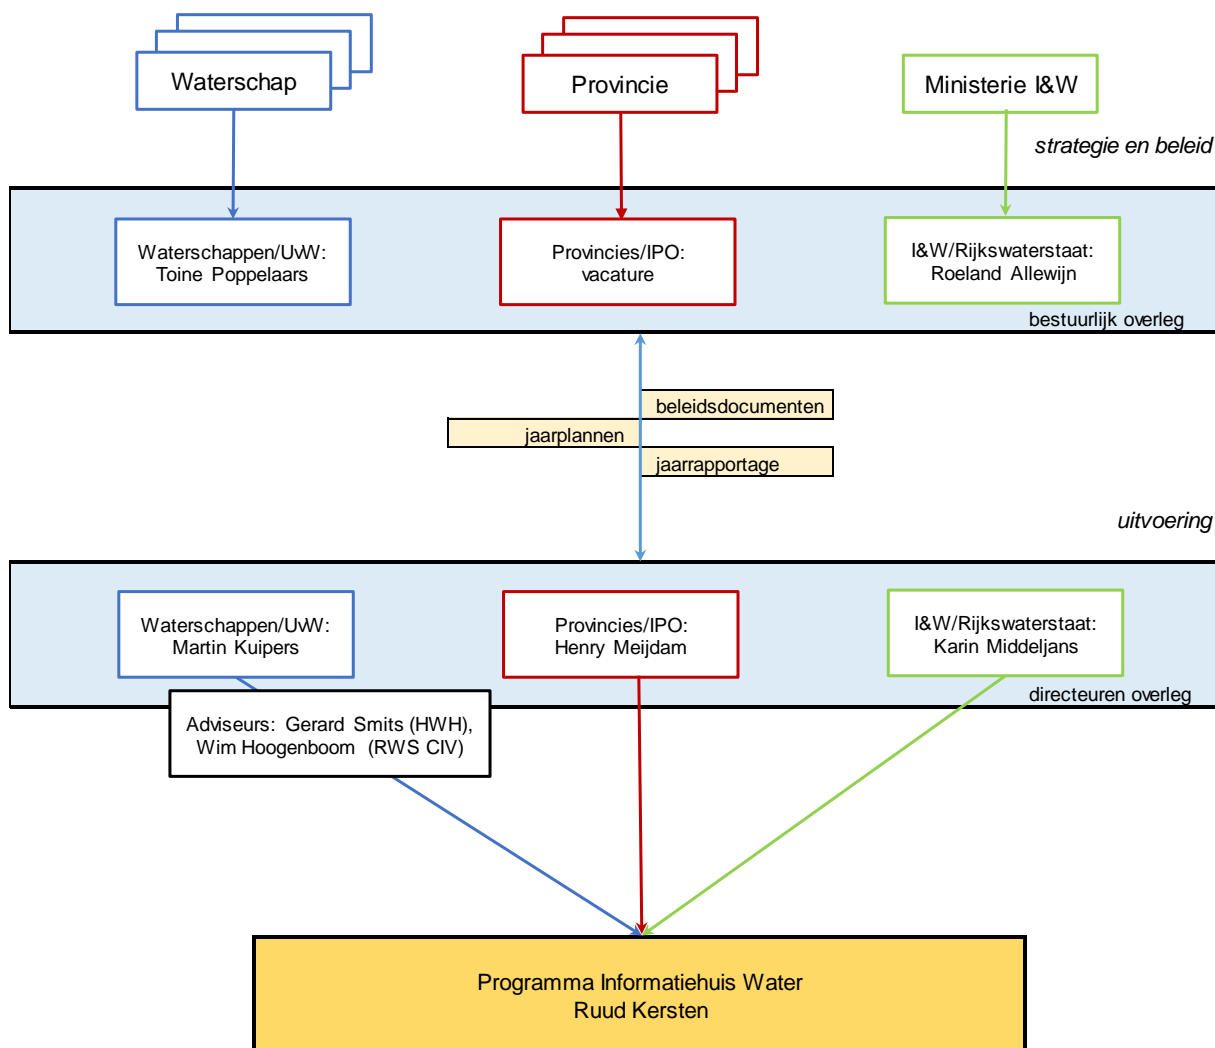 Waterschap
Provincie
Ministerie I&W
strategie en beleid
Waterschappen/UvW:
Toine Poppelaars
Provincies/IPO:
vacature
I&W/Rijkswaterstaat:
Roeland Allewijn
bestuurlijk overleg
beleidsdocumenten
jaarplannen
jaarrapportage
uitvoering
Waterschappen/UvW:
Martin Kuipers
Provincies/IPO:
Henry Meijdam
I&W/Rijkswaterstaat:
Karin Middeljans
directeuren overleg
Adviseurs: Gerard Smits (HWH),
Wim Hoogenboom (RWS CIV)
Programma Informatiehuis Water
Ruud Kersten